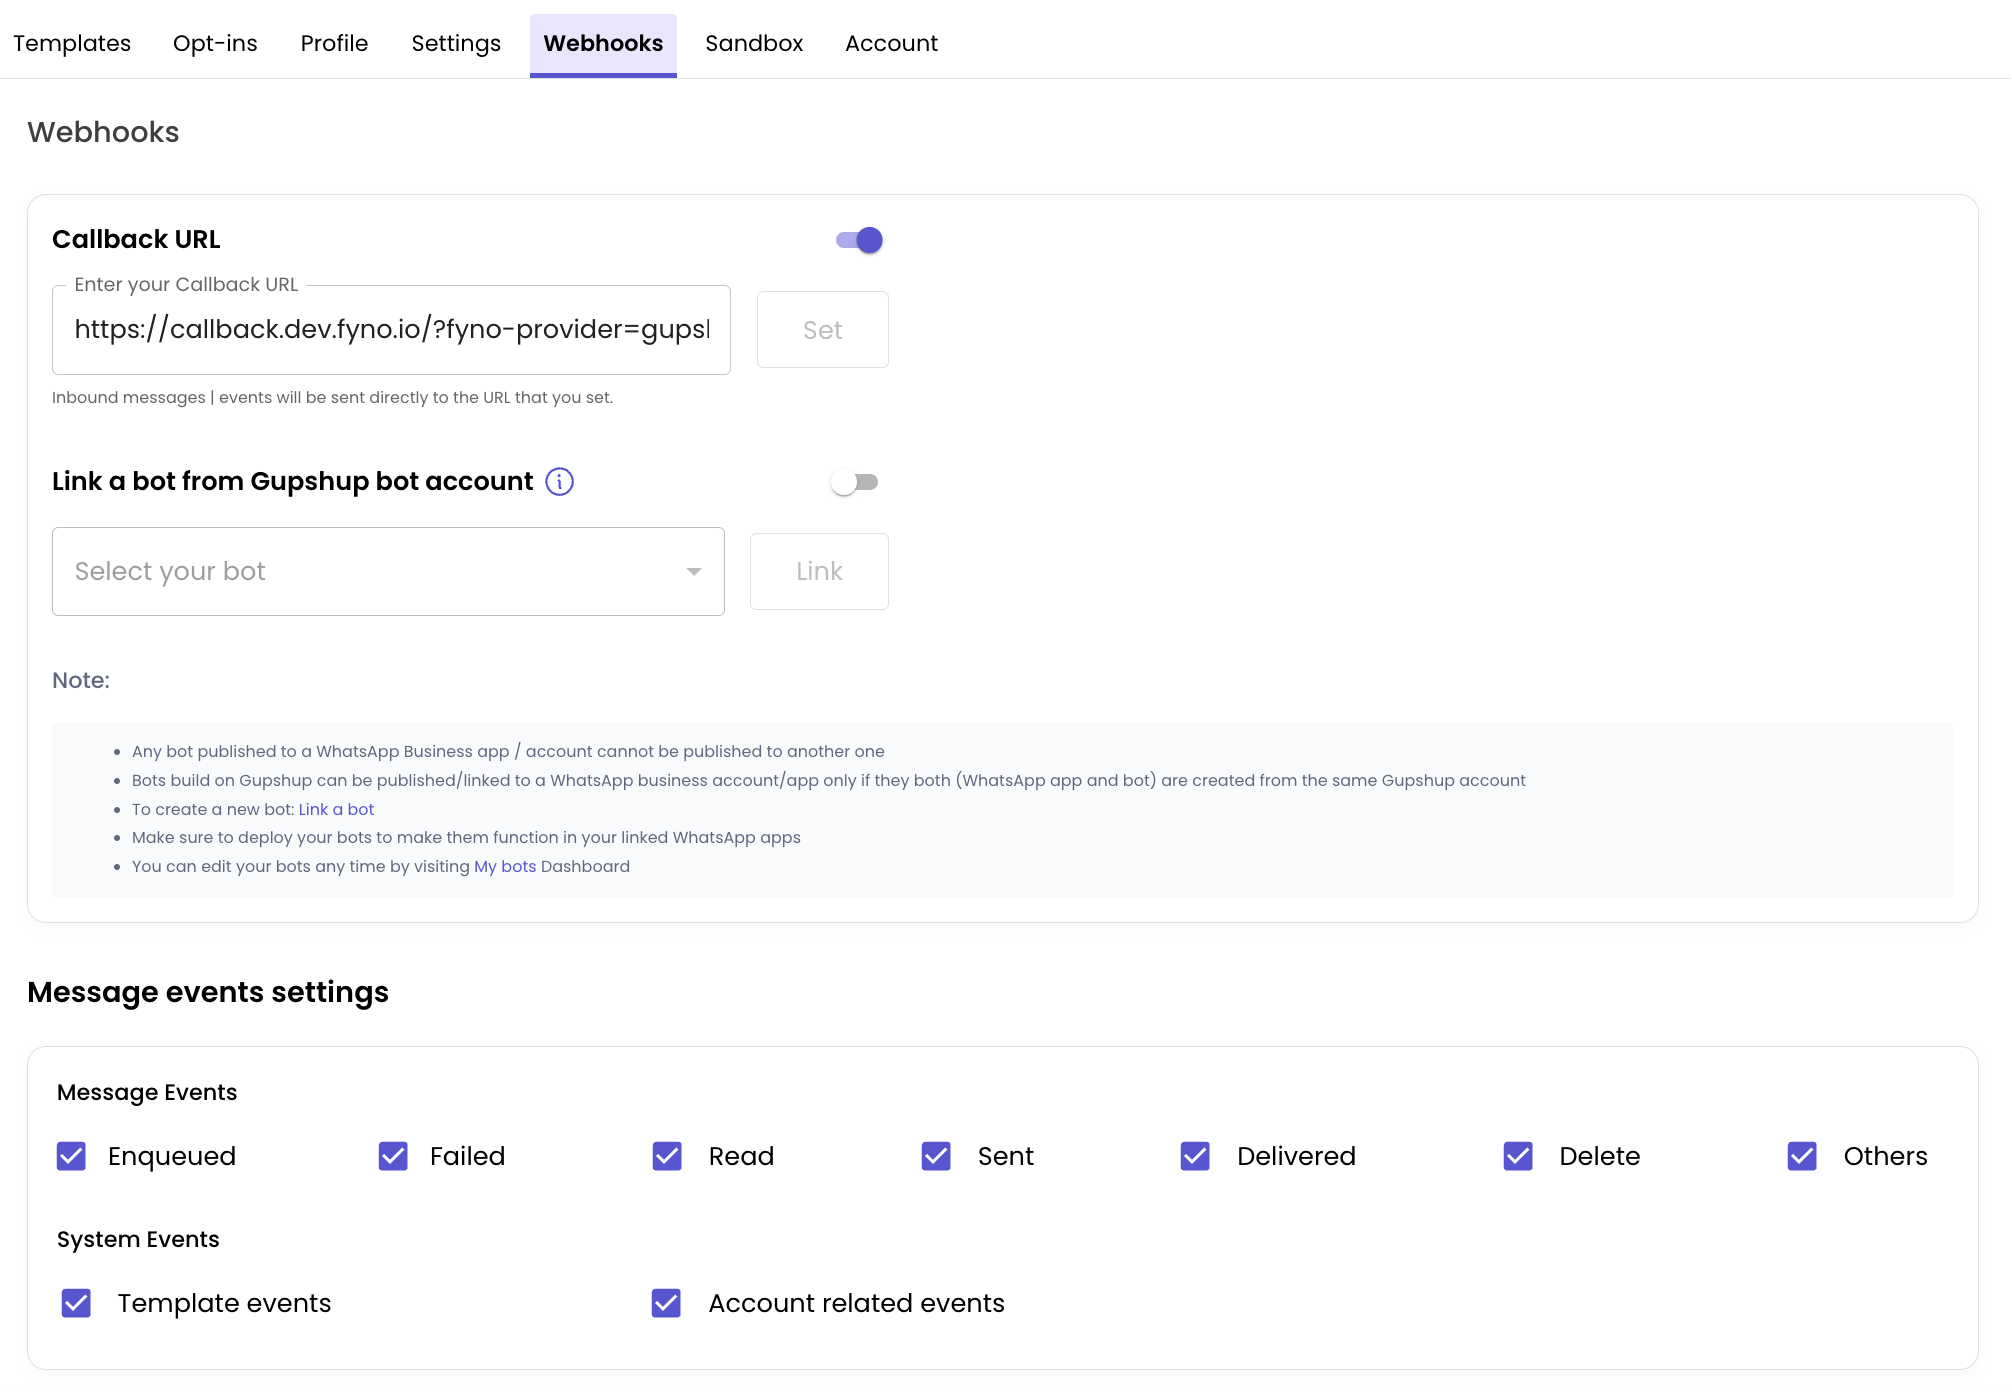 Templates Opt-ins Profile Settings Webhooks Sandbox Account
Webhooks
Callback URL
Enter your Callback URL
https://callback.dev.fyno.io/?fyno-provider=gups
Set
Inbound messages | events will be sent directly to the URL that you set.
Link a bot from Gupshup bot account
Select your bot
Link
Note:
Any bot published to a WhatsApp Business app / account cannot be published to another one
Bots build on Gupshup can be published/linked to a WhatsApp business account/app only if they both (WhatsApp app and bot) are created from the same Gupshup account
To create a new bot: Link a bot
Make sure to deploy your bots to make them function in your linked WhatsApp apps
You can edit your bots any time by visiting My bots Dashboard
Message events settings
Message Events
Enqueued Failed Read Sent Delivered Delete Others
System Events
Template events Account related events